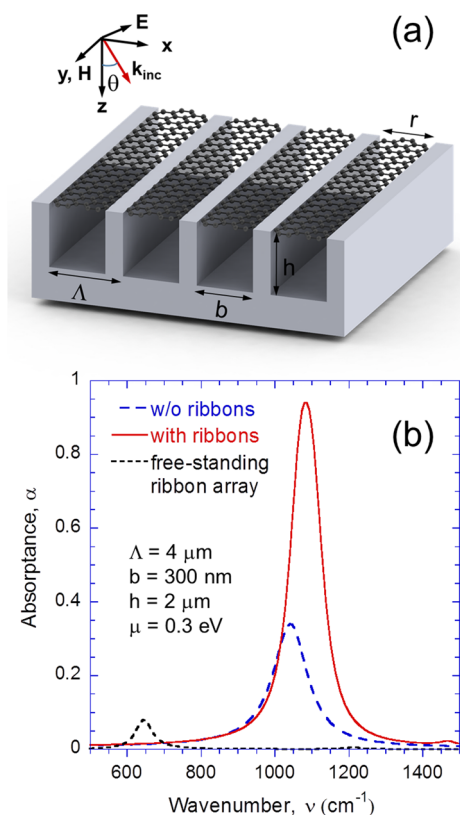 (a)
E
x
y, H
k_inc
θ
z
r
h
Λ
b
1
(b)
w/o ribbons
with ribbons
free-standing
ribbon array
0.8
0.6
Λ = 4 μm
b = 300 nm
h = 2 μm
μ = 0.3 eV
0.4
0.2
0
Absorptance, α
600 800 1000 1200 1400
Wavenumber, ν (cm⁻¹)